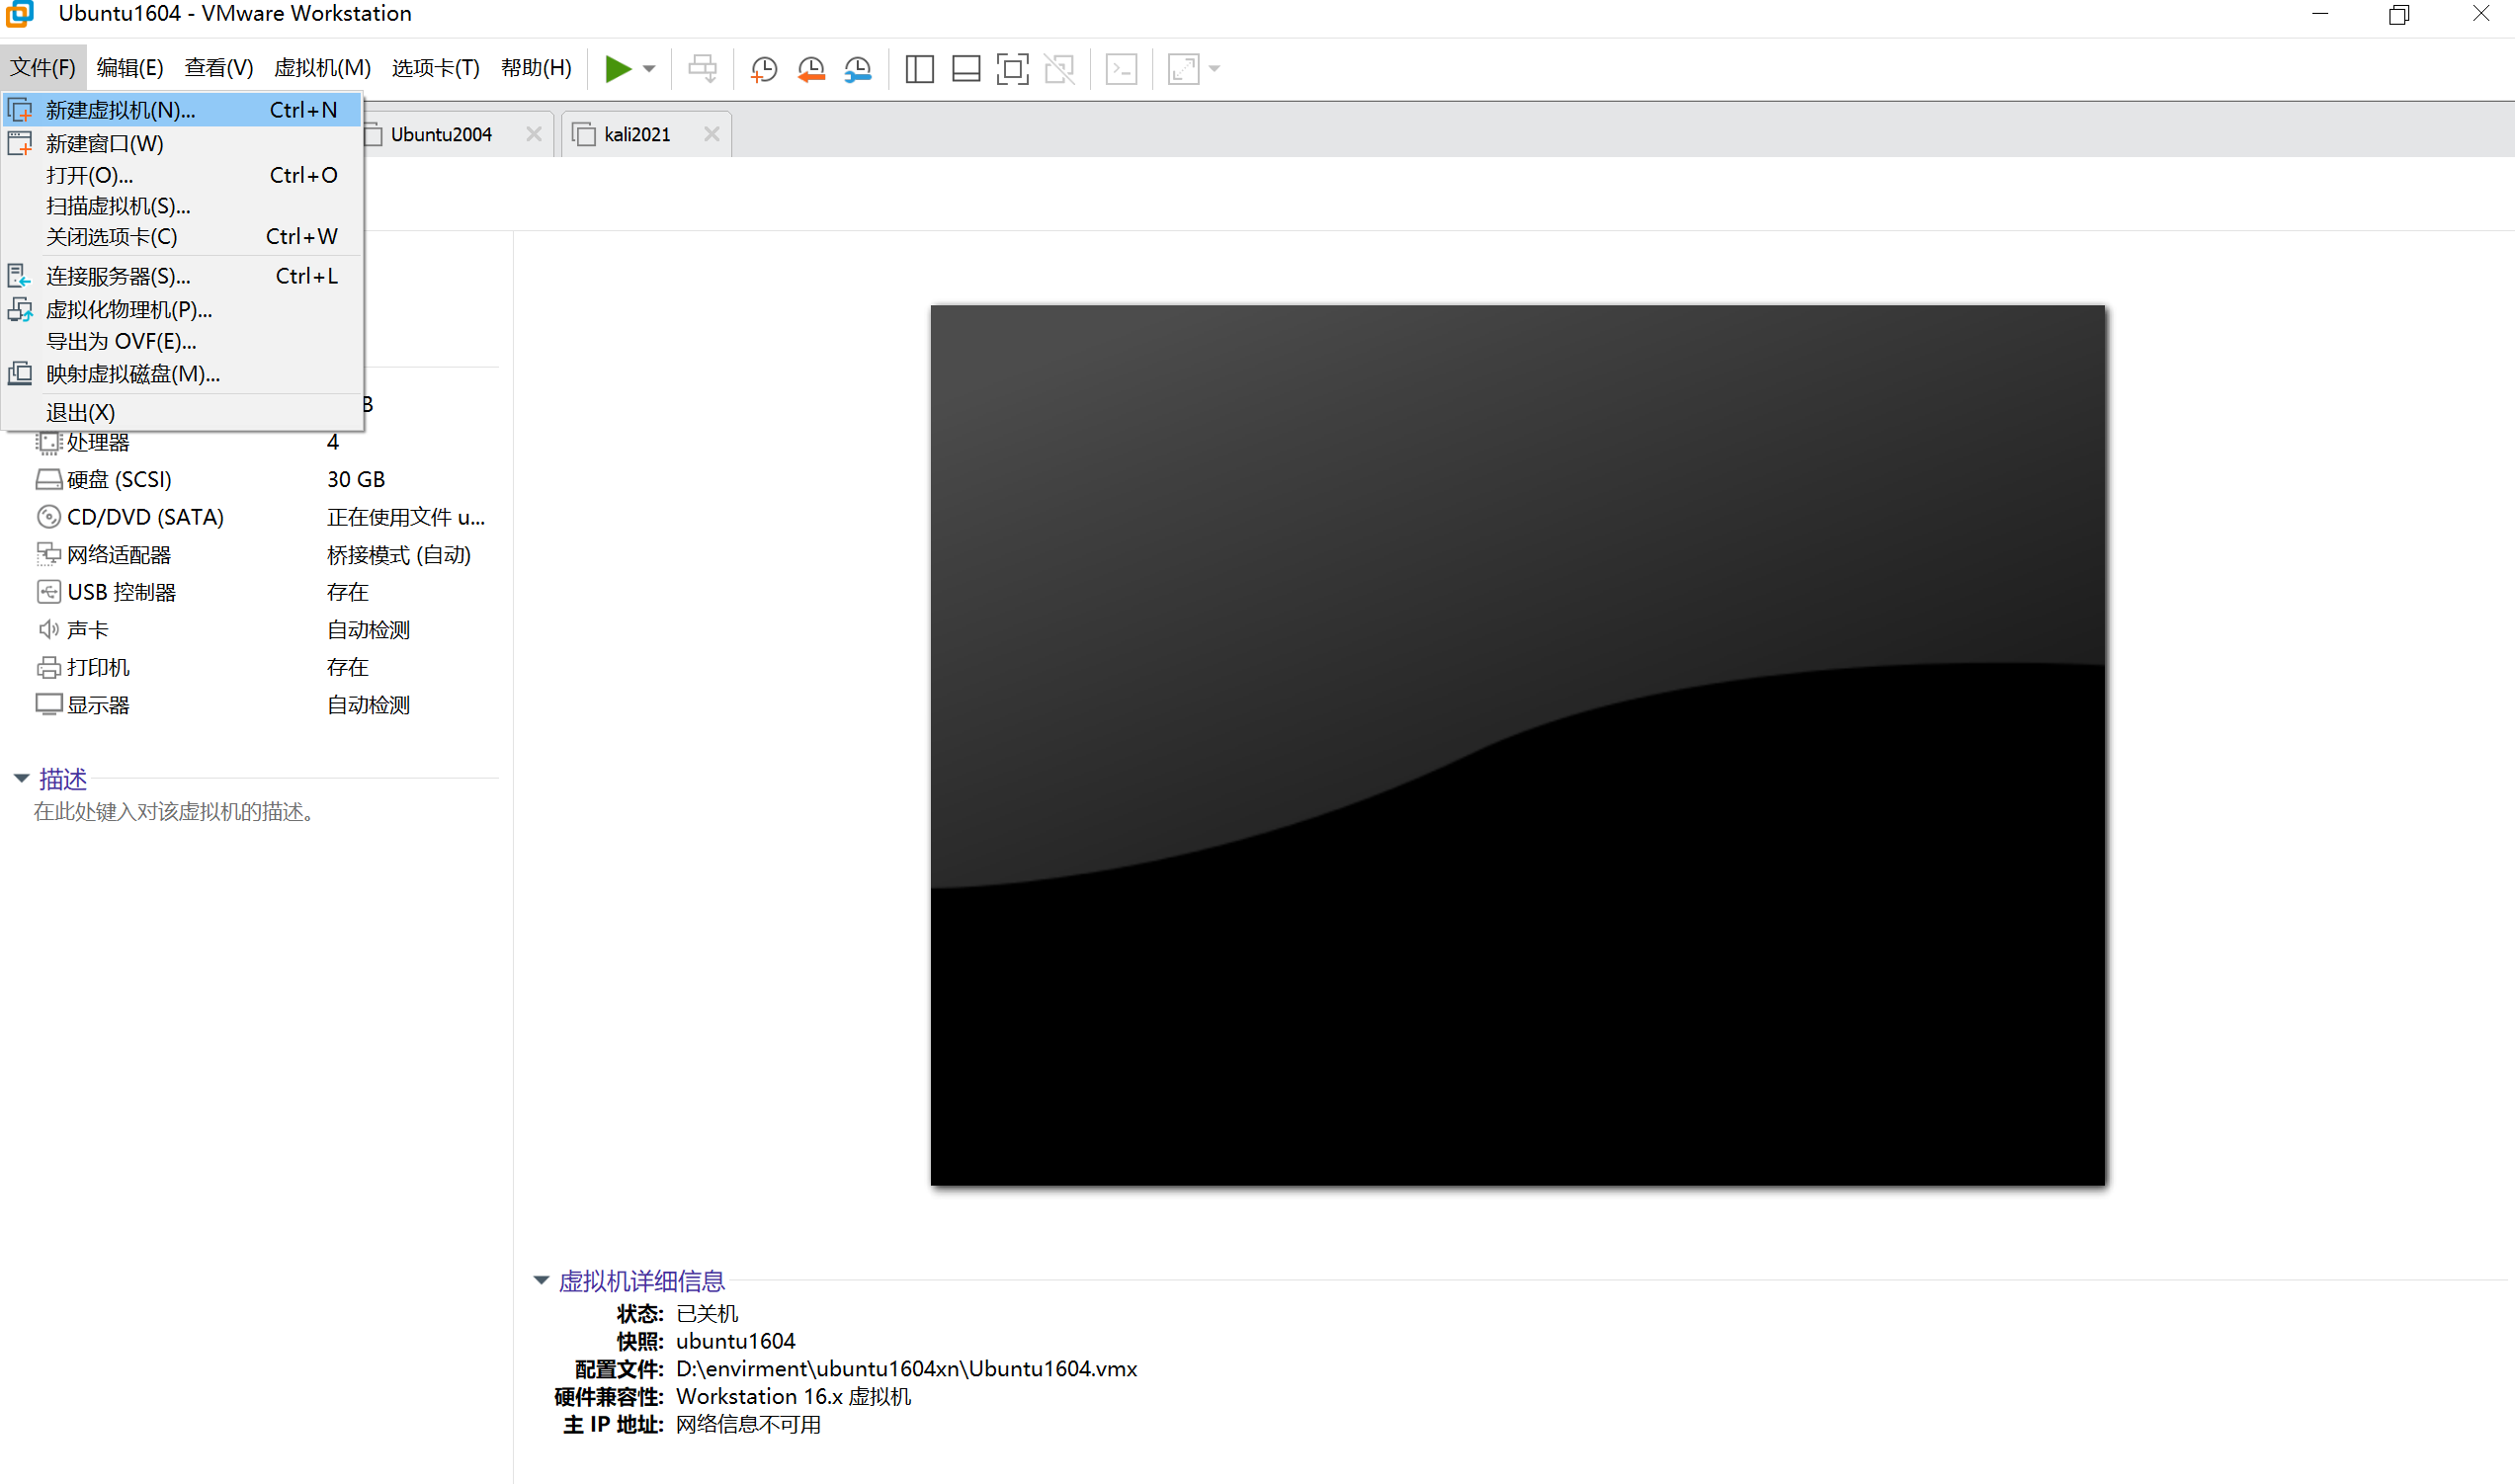 Ubuntu1604 - VMware Workstation
文件(F) 编辑(E) 查看(V) 虚拟机(M) 选项卡(T) 帮助(H)
新建虚拟机(N)... Ctrl+N
新建窗口(W)
打开(O)... Ctrl+O
扫描虚拟机(S)...
关闭选项卡(C) Ctrl+W
连接服务器(S)... Ctrl+L
虚拟化物理机(P)...
导出为 OVF(E)...
映射虚拟磁盘(M)...
退出(X)
Ubuntu2004
kali2021
B
处理器 4
硬盘 (SCSI) 30 GB
CD/DVD (SATA) 正在使用文件 u...
网络适配器 桥接模式 (自动)
USB 控制器 存在
声卡 自动检测
打印机 存在
显示器 自动检测
描述
在此处键入对该虚拟机的描述。
虚拟机详细信息
状态: 已关机
快照: ubuntu1604
配置文件: D:\envirment\ubuntu1604xn\Ubuntu1604.vmx
硬件兼容性: Workstation 16.x 虚拟机
主 IP 地址: 网络信息不可用